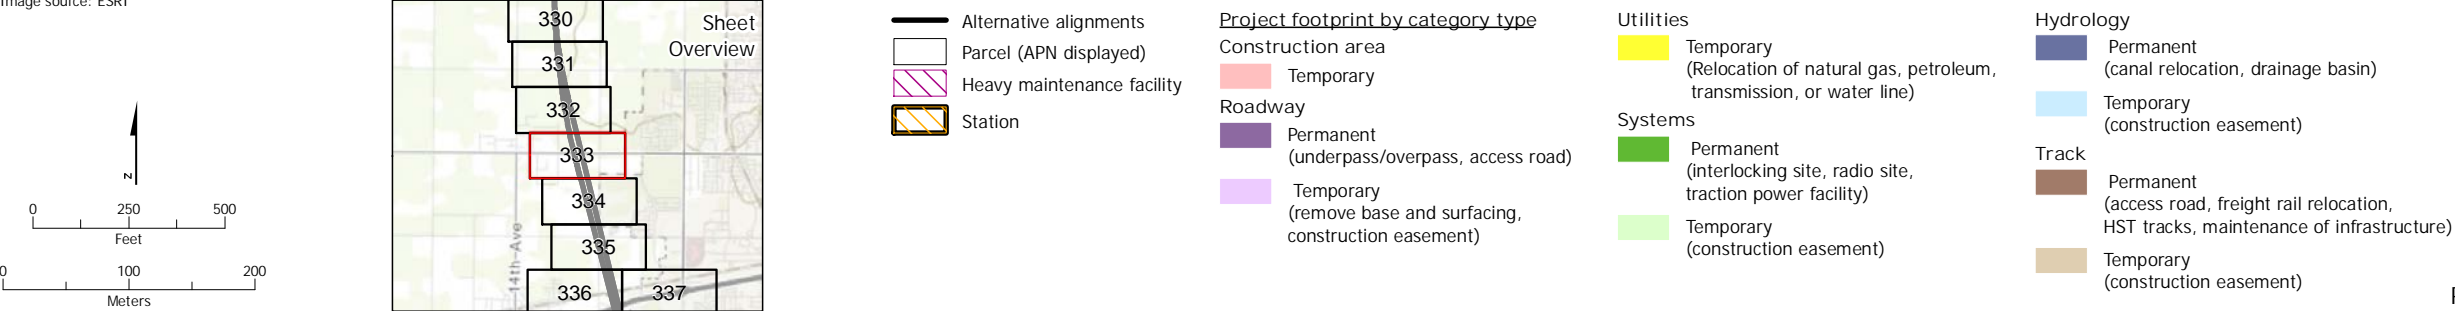 Image source: ESRI
N
0 250 500
Feet
0 100 200
Meters
Sheet
Overview
330
331
332
333
334
335
336 337
14th-Ave
Alternative alignments
Parcel (APN displayed)
Heavy maintenance facility
Station
Project footprint by category type
Construction area
Temporary
Roadway
Permanent
(underpass/overpass, access road)
Temporary
(remove base and surfacing,
construction easement)
Utilities
Temporary
(Relocation of natural gas, petroleum,
transmission, or water line)
Systems
Permanent
(interlocking site, radio site,
traction power facility)
Temporary
(construction easement)
Hydrology
Permanent
(canal relocation, drainage basin)
Temporary
(construction easement)
Track
Permanent
(access road, freight rail relocation,
HST tracks, maintenance of infrastructure)
Temporary
(construction easement)